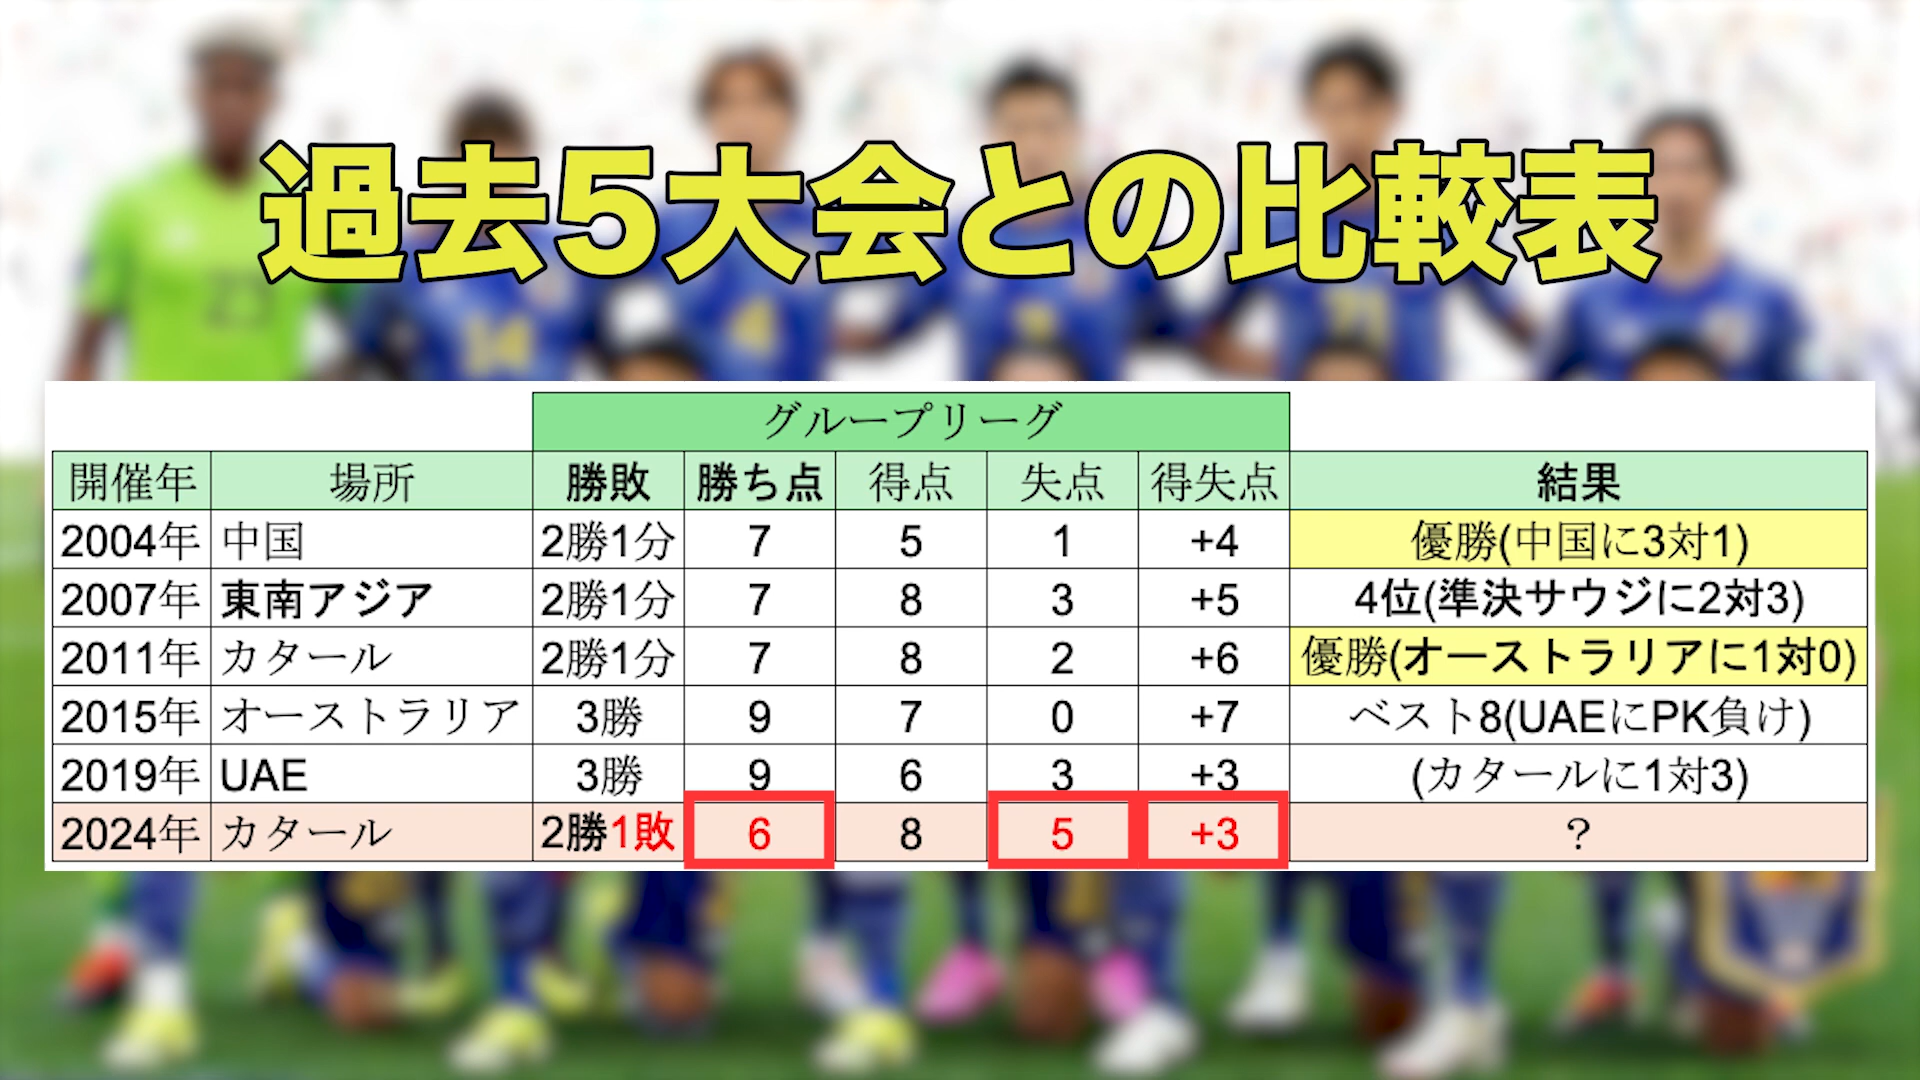 過去5大会との比較表
グループリーグ
開催年 場所 勝敗 勝ち点 得点 失点 得失点 結果
2004年 中国 2勝1分 7 5 1 +4 優勝(中国に3対1)
2007年 東南アジア 2勝1分 7 8 3 +5 4位(準決サウジに2対3)
2011年 カタール 2勝1分 7 8 2 +6 優勝(オーストラリアに1対0)
2015年 オーストラリア 3勝 9 7 0 +7 ベスト8(UAEにPK負け)
2019年 UAE 3勝 9 6 3 +3 (カタールに1対3)
2024年 カタール 2勝1敗 6 8 5 +3 ?
14
4